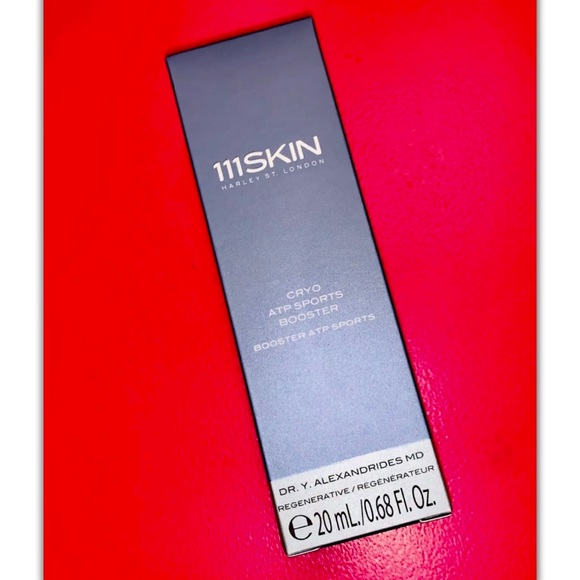 111SKIN
HARLEY ST. LONDON
CRYO
ATP SPORTS
BOOSTER
BOOSTER ATP SPORTS
DR. Y. ALEXANDRIDES MD
REGENERATIVE / RÉGÉNÉRATEUR
℮ 20 mL./0.68 Fl. Oz.